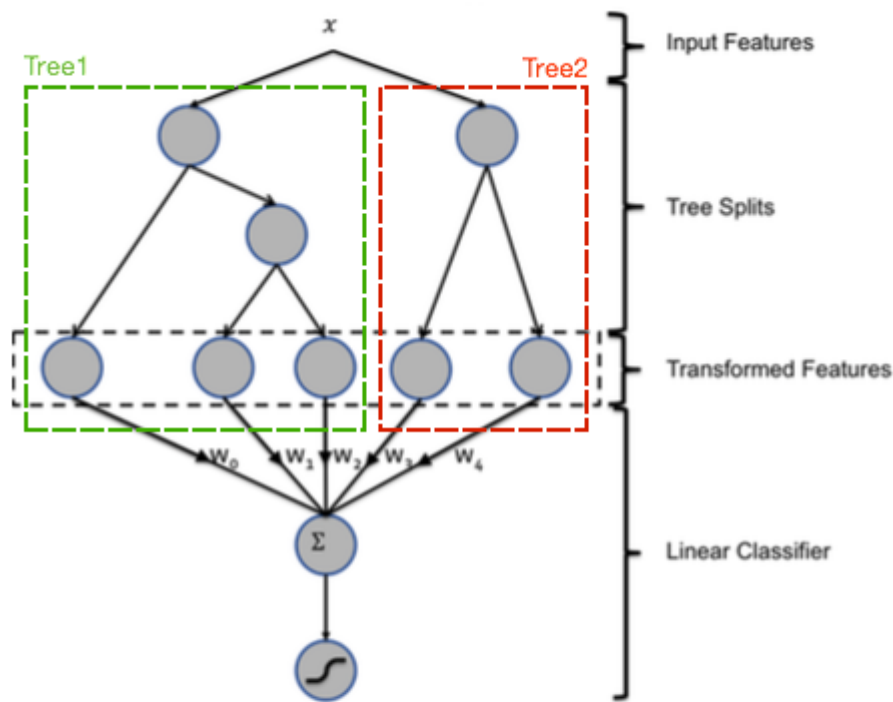 x
Input Features
Tree1
Tree2
Tree Splits
Transformed Features
W₀
W₁
W₂
W₃
W₄
Σ
Linear Classifier